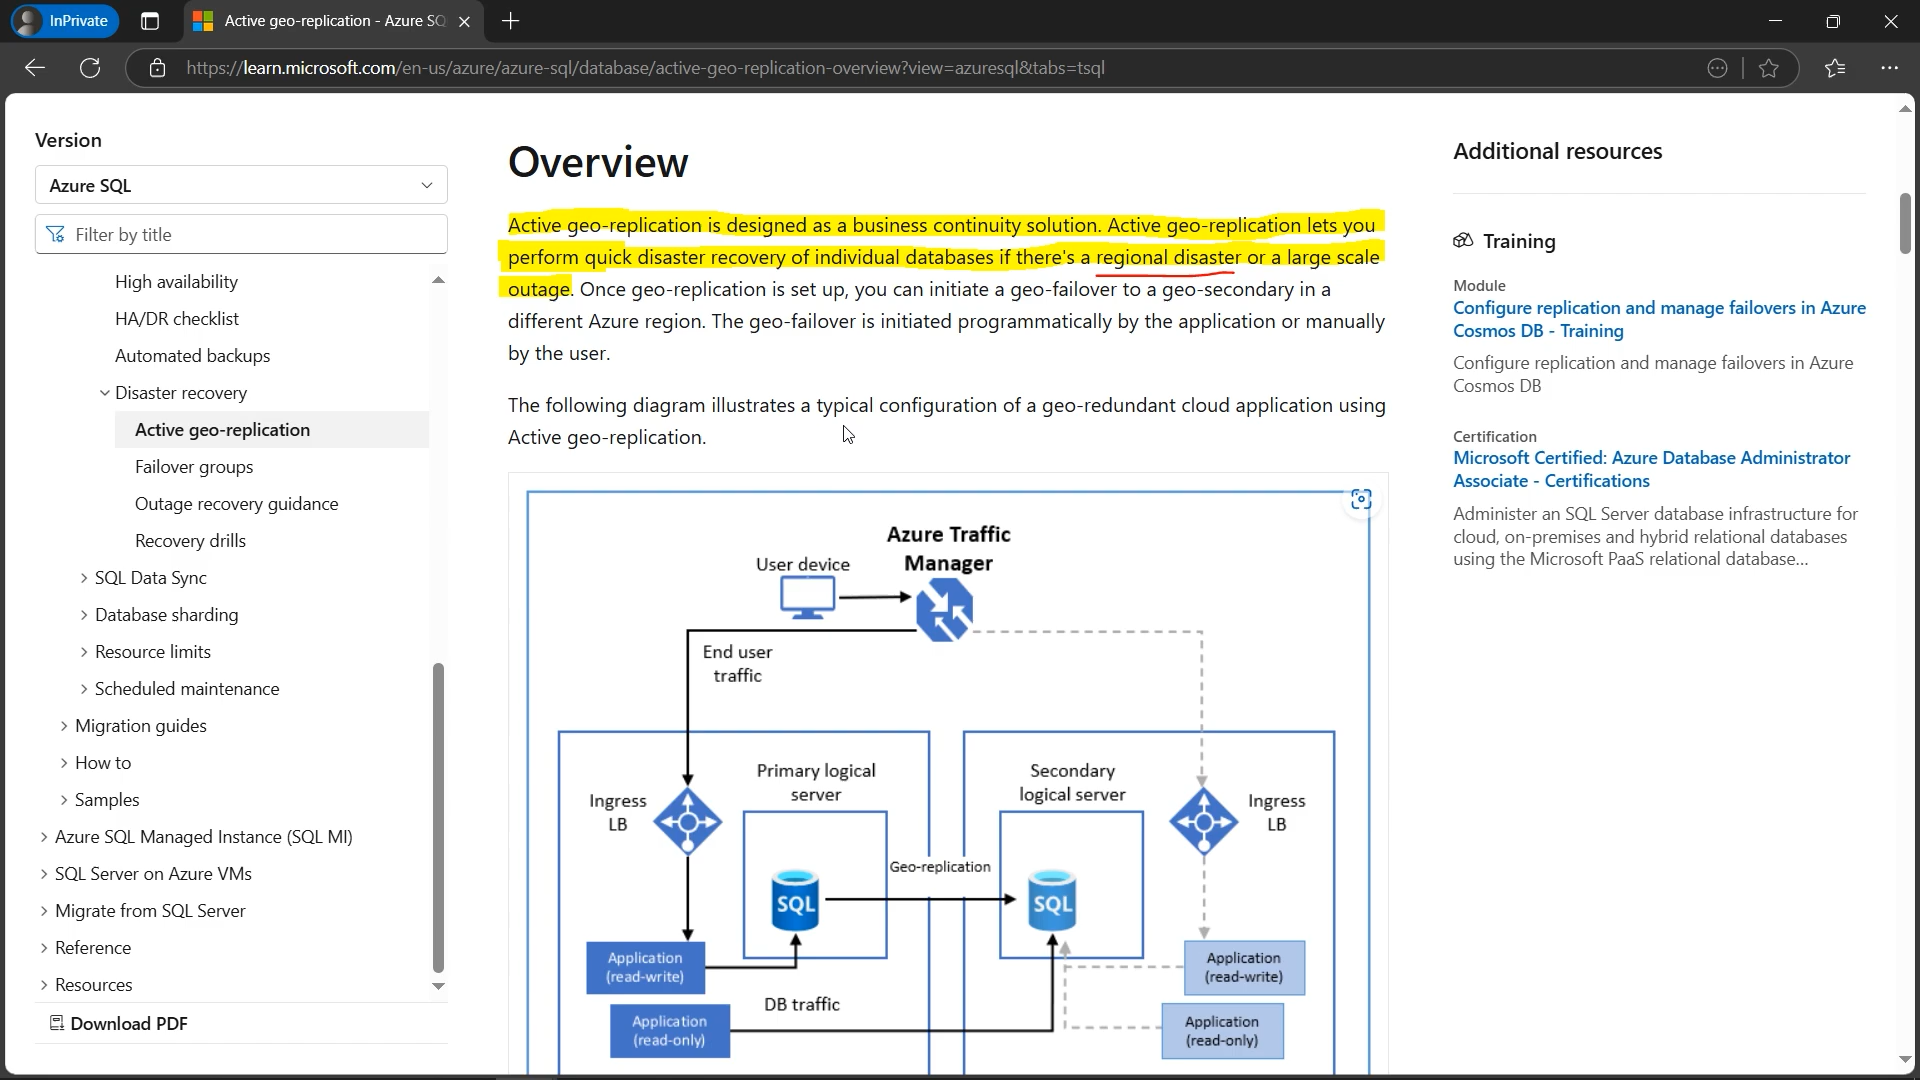 InPrivate
Active geo-replication - Azure SQ
https://learn.microsoft.com/en-us/azure/azure-sql/database/active-geo-replication-overview?view=azuresql&tabs=tsql
Version
Azure SQL
Filter by title
High availability
HA/DR checklist
Automated backups
Disaster recovery
Active geo-replication
Failover groups
Outage recovery guidance
Recovery drills
SQL Data Sync
Database sharding
Resource limits
Scheduled maintenance
Migration guides
How to
Samples
Azure SQL Managed Instance (SQL MI)
SQL Server on Azure VMs
Migrate from SQL Server
Reference
Resources
Download PDF
Overview
Active geo-replication is designed as a business continuity solution. Active geo-replication lets you
perform quick disaster recovery of individual databases if there's a regional disaster or a large scale
outage. Once geo-replication is set up, you can initiate a geo-failover to a geo-secondary in a
different Azure region. The geo-failover is initiated programmatically by the application or manually
by the user.
The following diagram illustrates a typical configuration of a geo-redundant cloud application using
Active geo-replication.
Azure Traffic
Manager
User device
End user
traffic
Primary logical
server
Secondary
logical server
Ingress
LB
Ingress
LB
Geo-replication
SQL
SQL
Application
(read-write)
Application
(read-write)
DB traffic
Application
(read-only)
Application
(read-only)
Additional resources
Training
Module
Configure replication and manage failovers in Azure
Cosmos DB - Training
Configure replication and manage failovers in Azure
Cosmos DB
Certification
Microsoft Certified: Azure Database Administrator
Associate - Certifications
Administer an SQL Server database infrastructure for
cloud, on-premises and hybrid relational databases
using the Microsoft PaaS relational database...